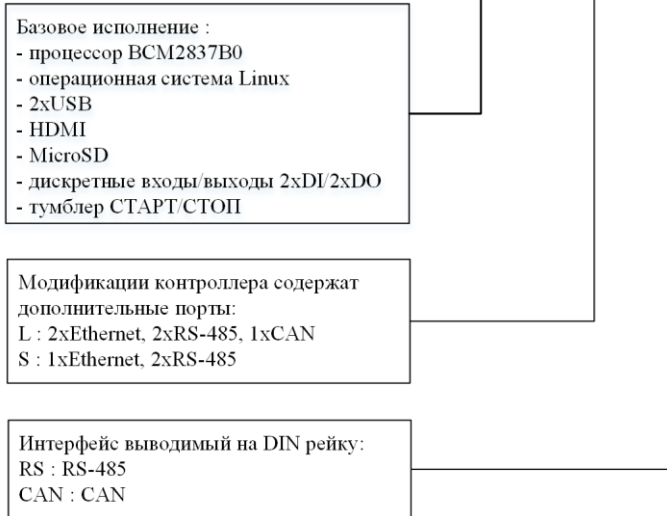 Базовое исполнение :
- процессор BCM2837B0
- операционная система Linux
- 2xUSB
- HDMI
- MicroSD
- дискретные входы/выходы 2xDI/2xDO
- тумблер СТАРТ/СТОП
Модификации контроллера содержат
дополнительные порты:
L : 2xEthernet, 2xRS-485, 1xCAN
S : 1xEthernet, 2xRS-485
Интерфейс выводимый на DIN рейку:
RS : RS-485
CAN : CAN